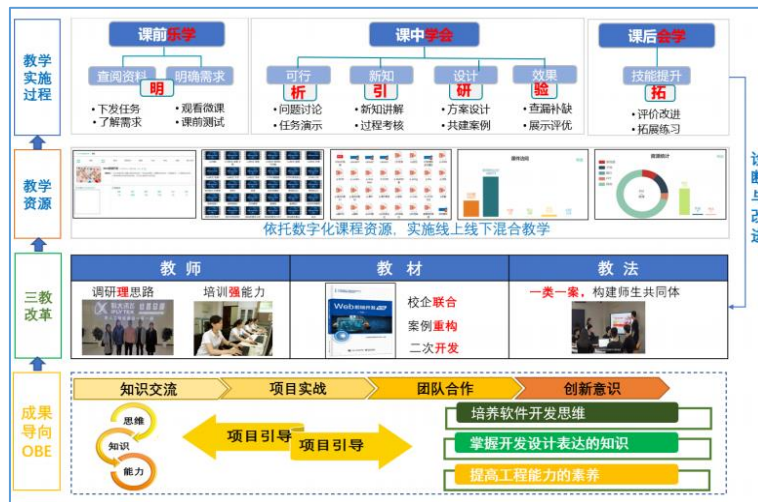 教学
实施
过程
课前乐学
查阅资料
明确需求
明
•下发任务
•了解需求
•观看微课
•课前测试
课中学会
可行
新知
设计
效果
析
引
研
验
•问题讨论
•任务演示
•新知讲解
•过程考核
•方案设计
•共建案例
•查漏补缺
•展示评优
课后会学
技能提升
拓
•评价改进
•拓展练习
教学
资源
依托数字化课程资源，实施线上线下混合教学
诊断与改进
三教
改革
教 师
教 材
教 法
调研理思路
培训强能力
校企联合
案例重构
二次开发
一类一案，构建师生共同体
成果
导向
OBE
知识交流
项目实战
团队合作
创新意识
思维
知识
能力
项目引导
项目引导
培养软件开发思维
掌握开发设计表达的知识
提高工程能力的素养